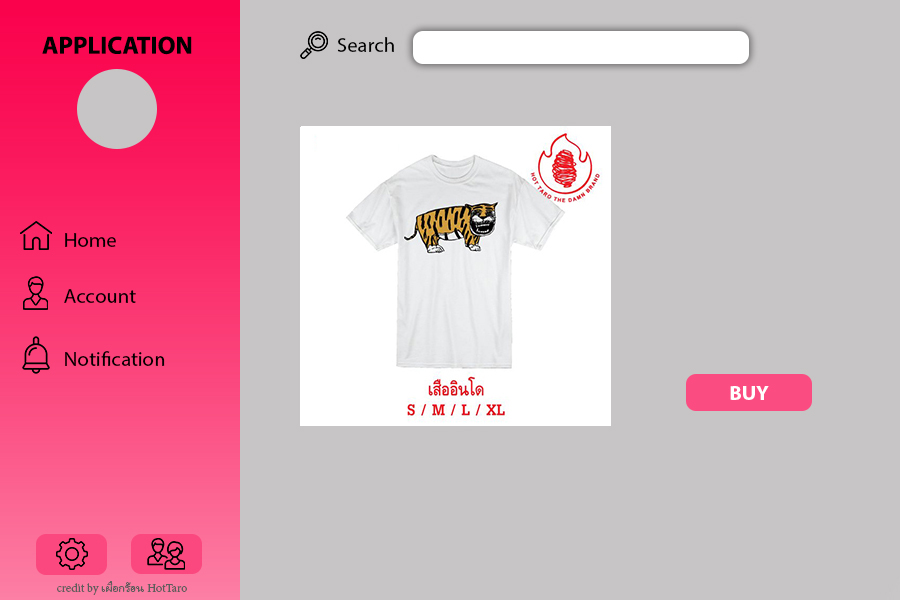 APPLICATION
Search
HOT TARO THE DAMN BRAND
Home
Account
Notification
เสืออินโด
S / M / L / XL
BUY
credit by เผือกร้อน HotTaro